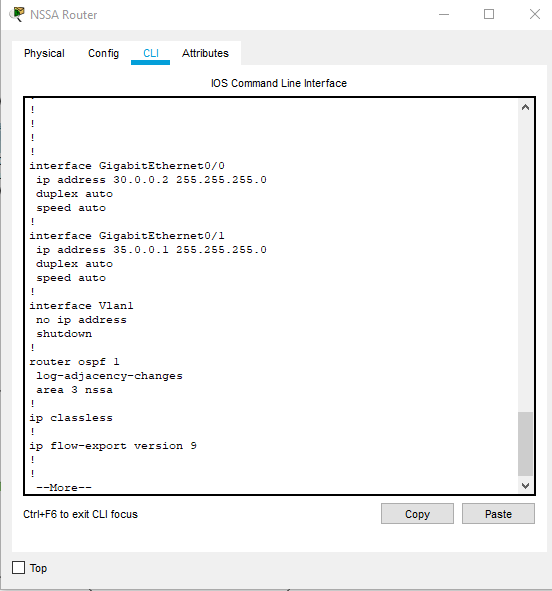 NSSA Router
Physical Config CLI Attributes
IOS Command Line Interface
!
!
!
!
interface GigabitEthernet0/0
ip address 30.0.0.2 255.255.255.0
duplex auto
speed auto
!
interface GigabitEthernet0/1
ip address 35.0.0.1 255.255.255.0
duplex auto
speed auto
!
interface Vlan1
no ip address
shutdown
!
router ospf 1
log-adjacency-changes
area 3 nssa
!
ip classless
!
ip flow-export version 9
!
!
--More--
Ctrl+F6 to exit CLI focus
Copy Paste
Top